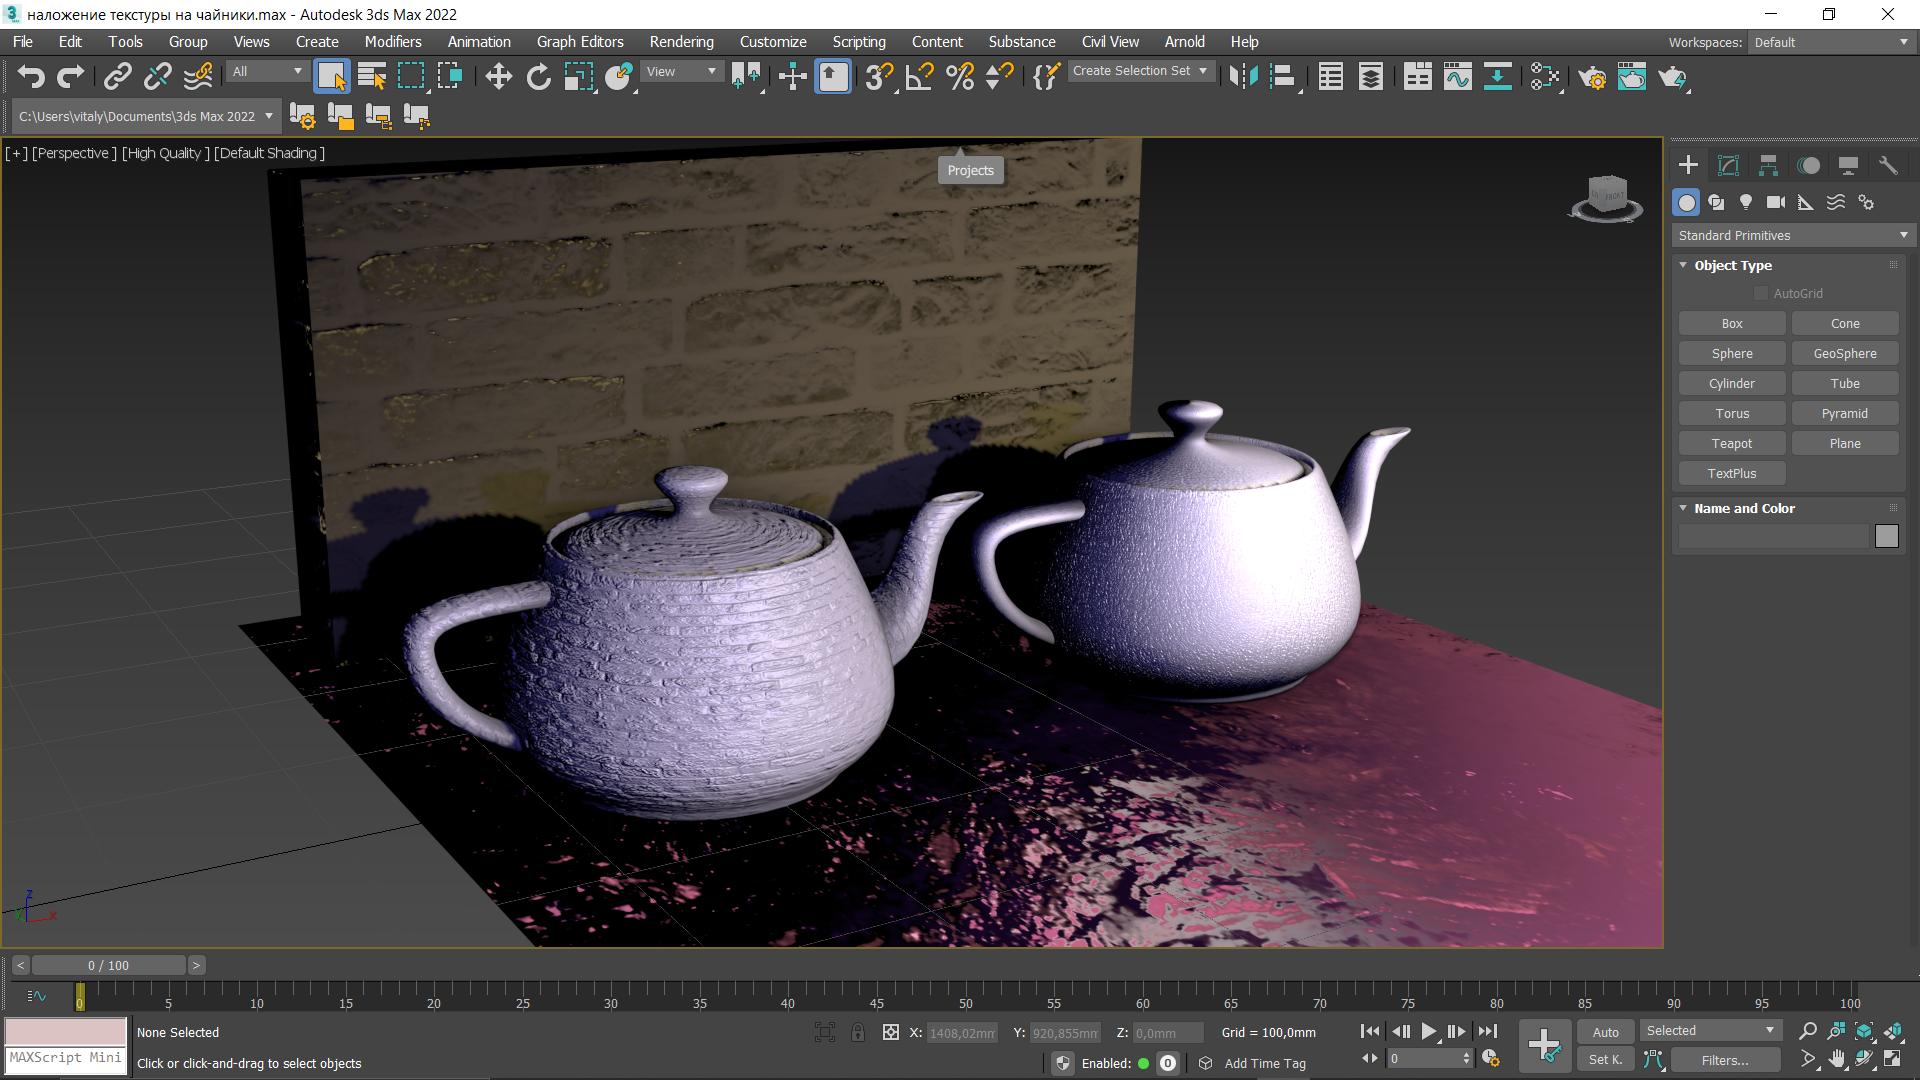 наложение текстуры на чайники.max - Autodesk 3ds Max 2022
File Edit Tools Group Views Create Modifiers Animation Graph Editors Rendering Customize Scripting Content Substance Civil View Arnold Help Workspaces: Default
All View Create Selection Set
C:\Users\vitaly\Documents\3ds Max 2022
[+] [Perspective ] [High Quality ] [Default Shading ]
Projects
FRONT
Standard Primitives
Object Type
AutoGrid
Box Cone
Sphere GeoSphere
Cylinder Tube
Torus Pyramid
Teapot Plane
TextPlus
Name and Color
z
y x
< 0 / 100 >
0 5 10 15 20 25 30 35 40 45 50 55 60 65 70 75 80 85 90 95 100
None Selected X: 1408,02mm Y: 920,855mm Z: 0,0mm Grid = 100,0mm Auto Selected
MAXScript Mini Click or click-and-drag to select objects Enabled: 0 Add Time Tag 0 Set K. Filters...